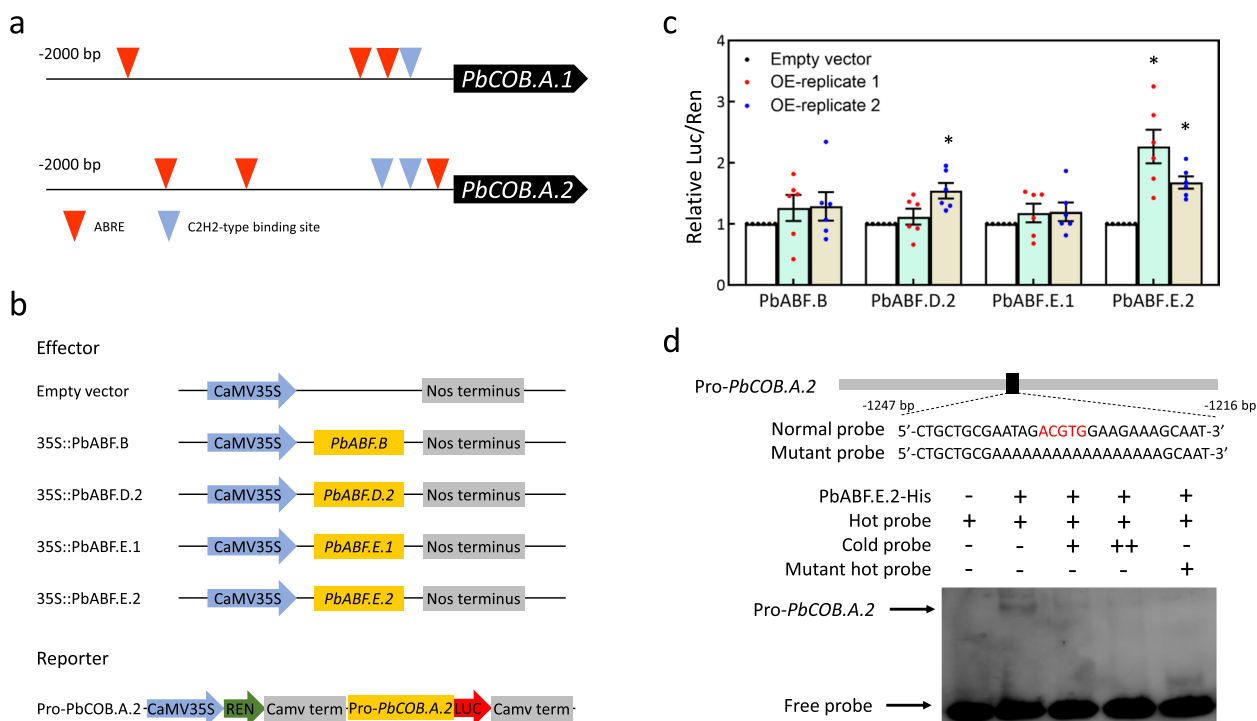 a
-2000 bp
PbCOB.A.1
-2000 bp
PbCOB.A.2
ABRE
C2H2-type binding site
b
Effector
Empty vector CaMV35S Nos terminus
35S::PbABF.B CaMV35S PbABF.B Nos terminus
35S::PbABF.D.2 CaMV35S PbABF.D.2 Nos terminus
35S::PbABF.E.1 CaMV35S PbABF.E.1 Nos terminus
35S::PbABF.E.2 CaMV35S PbABF.E.2 Nos terminus
Reporter
Pro-PbCOB.A.2 CaMV35S REN Camv term Pro-PbCOB.A.2 LUC Camv term
c
Relative Luc/Ren
4
3
2
1
0
Empty vector
OE-replicate 1
OE-replicate 2
*
*
*
PbABF.B PbABF.D.2 PbABF.E.1 PbABF.E.2
d
Pro-PbCOB.A.2
-1247 bp -1216 bp
Normal probe 5’-CTGCTGCGAATAGACGTGGAAGAAAGCAAT-3’
Mutant probe 5’-CTGCTGCGAAAAAAAAAAAAAAAAAGCAAT-3’
PbABF.E.2-His - + + + +
Hot probe + + + + +
Cold probe - - + ++ -
Mutant hot probe - - - - +
Pro-PbCOB.A.2
Free probe